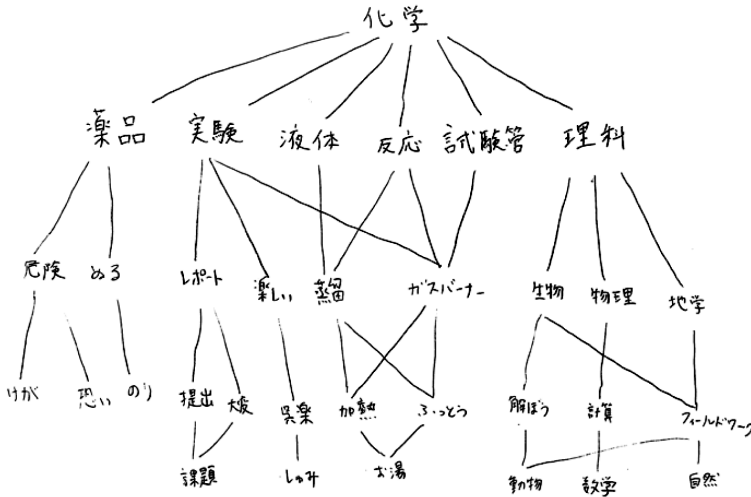 化学
薬品 実験 液体 反応 試験管 理科
危険 ぬる レポート 楽しい 蒸留 ガスバーナー 生物 物理 地学
けが 恐い のり 提出 大変 娯楽 加熱 ふっとう 解ぼう 計算 フィールドワーク
課題 しゅみ お湯 動物 数学 自然